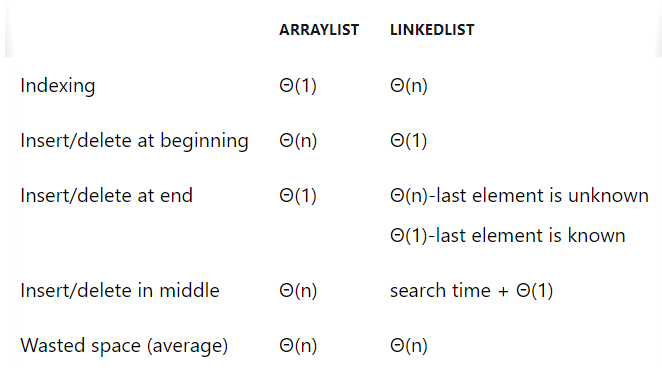 ARRAYLIST LINKEDLIST
Indexing Θ(1) Θ(n)
Insert/delete at beginning Θ(n) Θ(1)
Insert/delete at end Θ(1) Θ(n)-last element is unknown
Θ(1)-last element is known
Insert/delete in middle Θ(n) search time + Θ(1)
Wasted space (average) Θ(n) Θ(n)